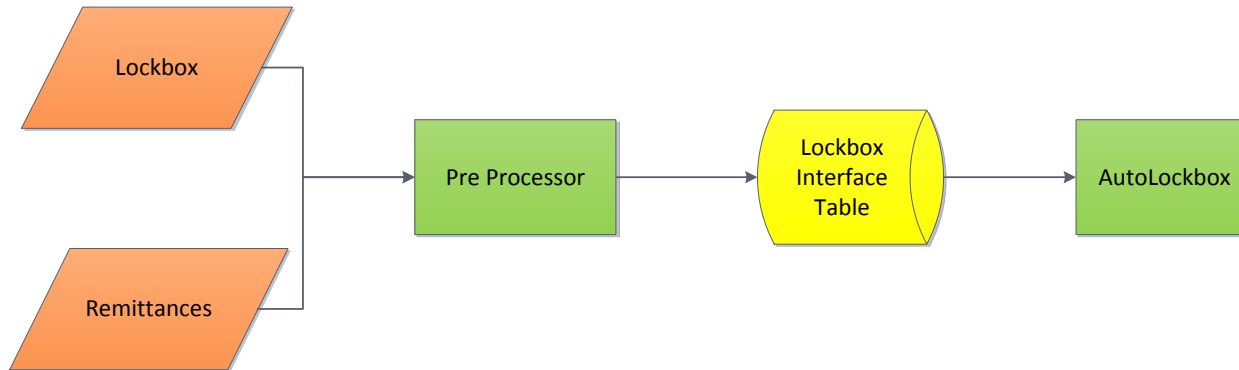 Lockbox
Remittances
Pre Processor
Lockbox
Interface
Table
AutoLockbox